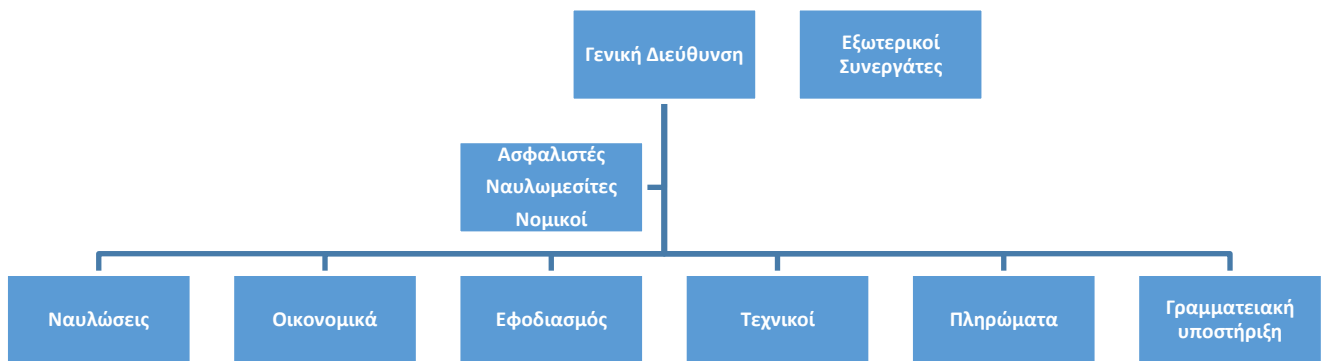 Γενική Διεύθυνση
Εξωτερικοί
Συνεργάτες
Ασφαλιστές
Ναυλωμεσίτες
Νομικοί
Ναυλώσεις
Οικονομικά
Εφοδιασμός
Τεχνικοί
Πληρώματα
Γραμματειακή
υποστήριξη